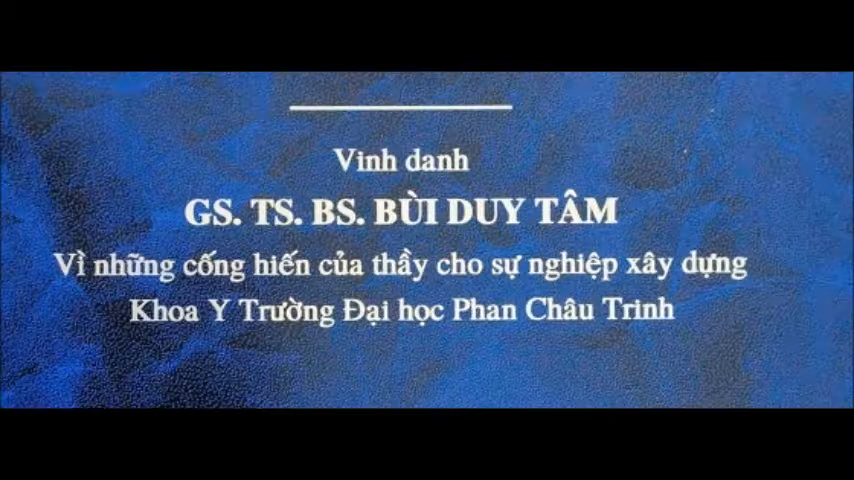 Vinh danh
GS. TS. BS. BÙI DUY TÂM
Vì những cống hiến của thầy cho sự nghiệp xây dựng
Khoa Y Trường Đại học Phan Châu Trinh